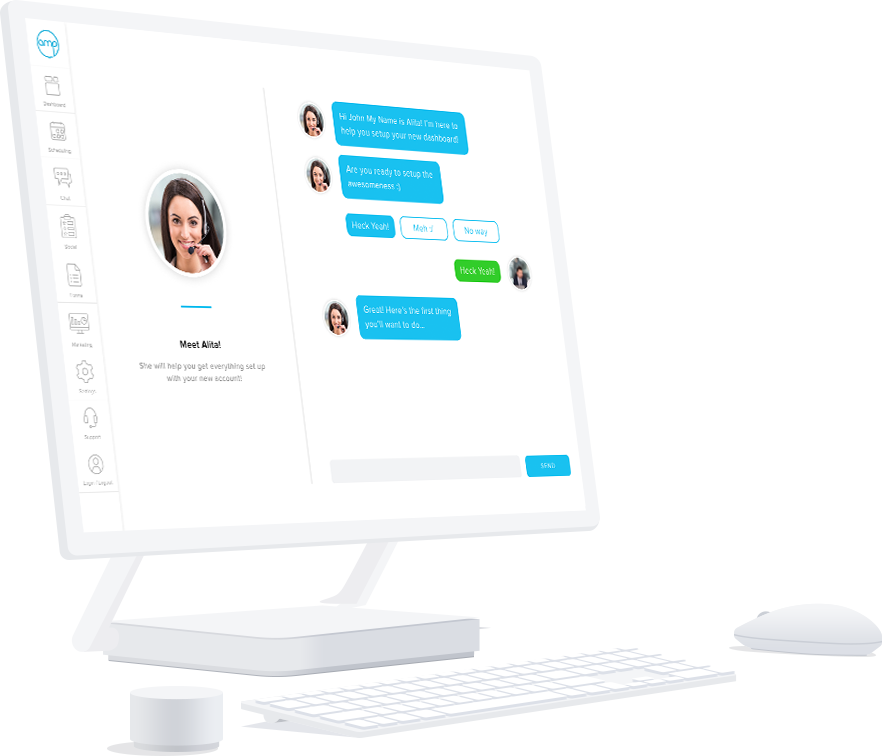 amp
Dashboard
Scheduling
Chat
Social
Forms
Marketing
Settings
Support
Login / Logout
Meet Alita!
She will help you get everything set up
with your new account!
Hi John My Name is Alita! I'm here to
help you setup your new dashboard!
Are you ready to setup the
awesomeness :)
Heck Yeah!
Meh :/
No way
Heck Yeah!
Great! Here's the first thing
you'll want to do...
SEND